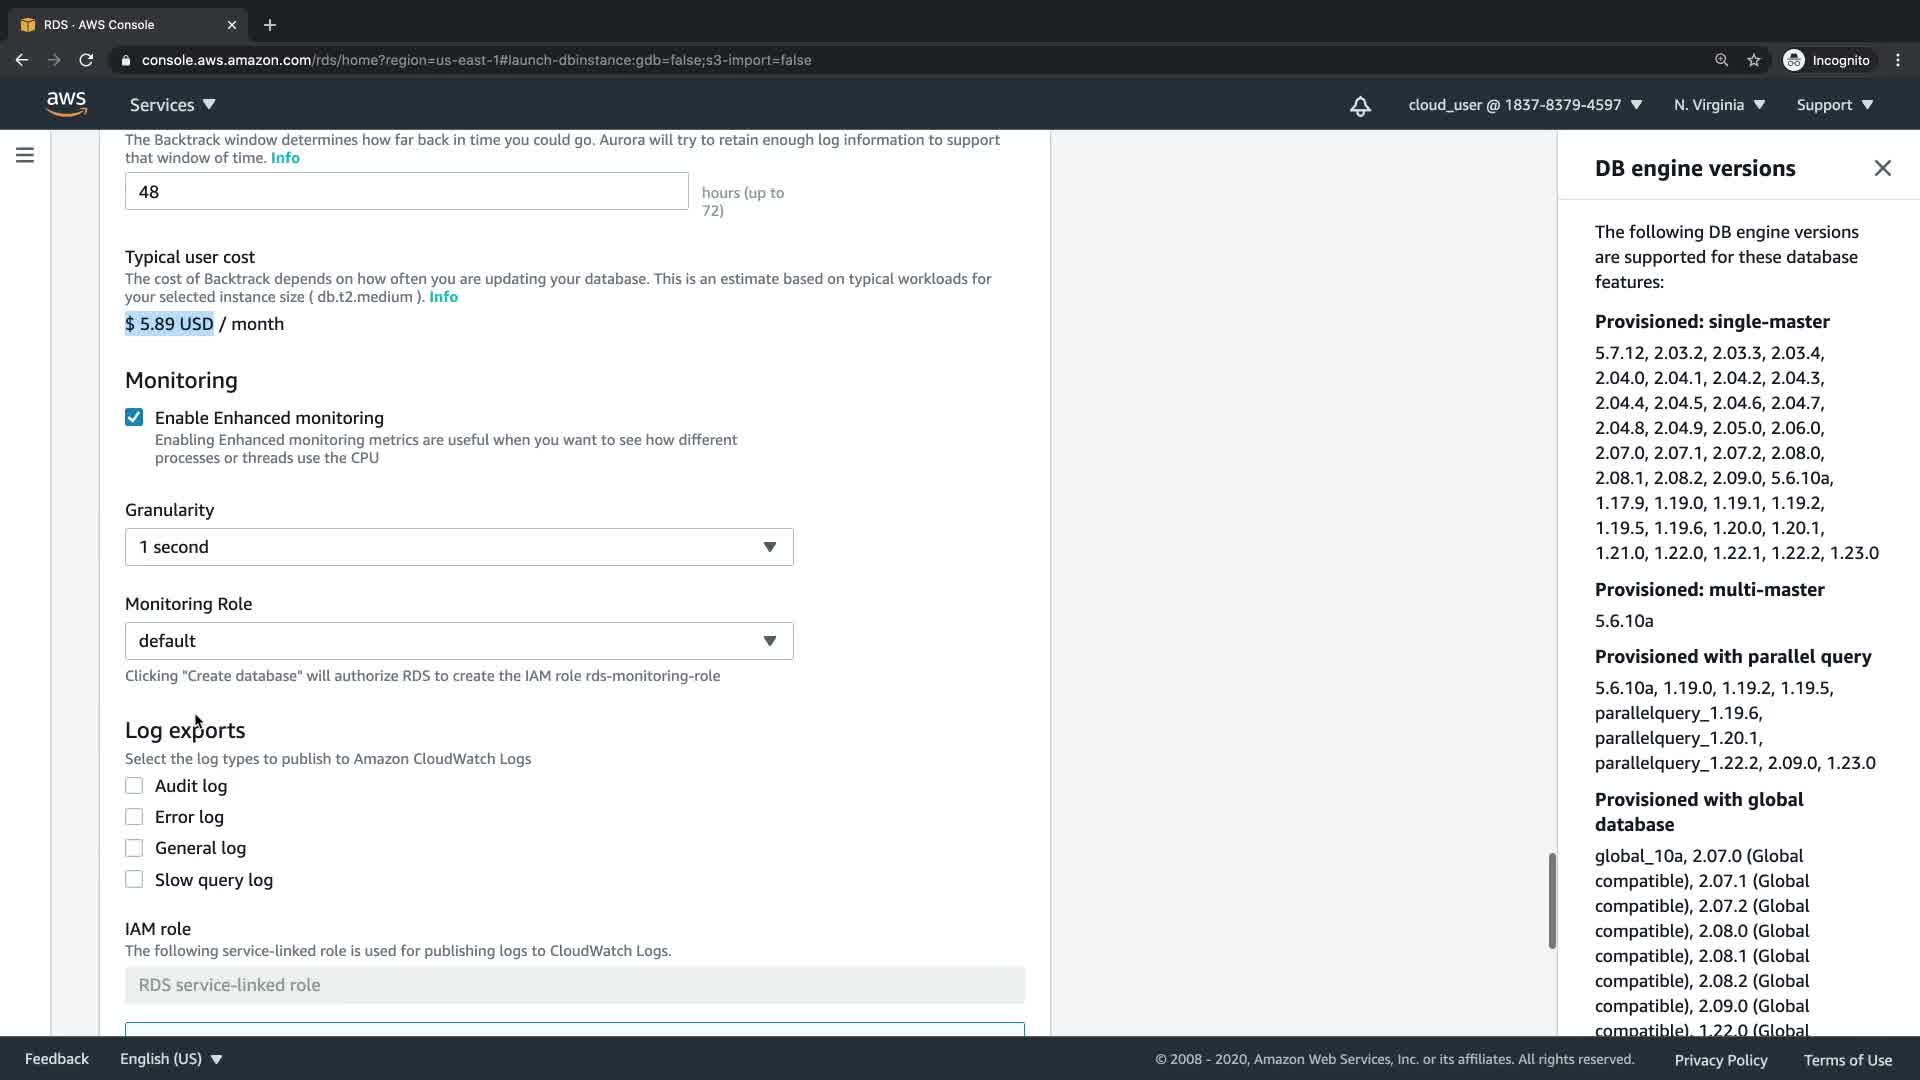 RDS · AWS Console
console.aws.amazon.com/rds/home?region=us-east-1#launch-dbinstance:gdb=false;s3-import=false
Incognito
aws
Services
cloud_user @ 1837-8379-4597
N. Virginia
Support
The Backtrack window determines how far back in time you could go. Aurora will try to retain enough log information to support
that window of time. Info
48
hours (up to
72)
Typical user cost
The cost of Backtrack depends on how often you are updating your database. This is an estimate based on typical workloads for
your selected instance size ( db.t2.medium ). Info
$ 5.89 USD / month
Monitoring
Enable Enhanced monitoring
Enabling Enhanced monitoring metrics are useful when you want to see how different
processes or threads use the CPU
Granularity
1 second
Monitoring Role
default
Clicking "Create database" will authorize RDS to create the IAM role rds-monitoring-role
Log exports
Select the log types to publish to Amazon CloudWatch Logs
Audit log
Error log
General log
Slow query log
IAM role
The following service-linked role is used for publishing logs to CloudWatch Logs.
RDS service-linked role
DB engine versions
The following DB engine versions
are supported for these database
features:
Provisioned: single-master
5.7.12, 2.03.2, 2.03.3, 2.03.4,
2.04.0, 2.04.1, 2.04.2, 2.04.3,
2.04.4, 2.04.5, 2.04.6, 2.04.7,
2.04.8, 2.04.9, 2.05.0, 2.06.0,
2.07.0, 2.07.1, 2.07.2, 2.08.0,
2.08.1, 2.08.2, 2.09.0, 5.6.10a,
1.17.9, 1.19.0, 1.19.1, 1.19.2,
1.19.5, 1.19.6, 1.20.0, 1.20.1,
1.21.0, 1.22.0, 1.22.1, 1.22.2, 1.23.0
Provisioned: multi-master
5.6.10a
Provisioned with parallel query
5.6.10a, 1.19.0, 1.19.2, 1.19.5,
parallelquery_1.19.6,
parallelquery_1.20.1,
parallelquery_1.22.2, 2.09.0, 1.23.0
Provisioned with global
database
global_10a, 2.07.0 (Global
compatible), 2.07.1 (Global
compatible), 2.07.2 (Global
compatible), 2.08.0 (Global
compatible), 2.08.1 (Global
compatible), 2.08.2 (Global
compatible), 2.09.0 (Global
compatible), 1.22.0 (Global
Feedback
English (US)
© 2008 - 2020, Amazon Web Services, Inc. or its affiliates. All rights reserved.
Privacy Policy
Terms of Use